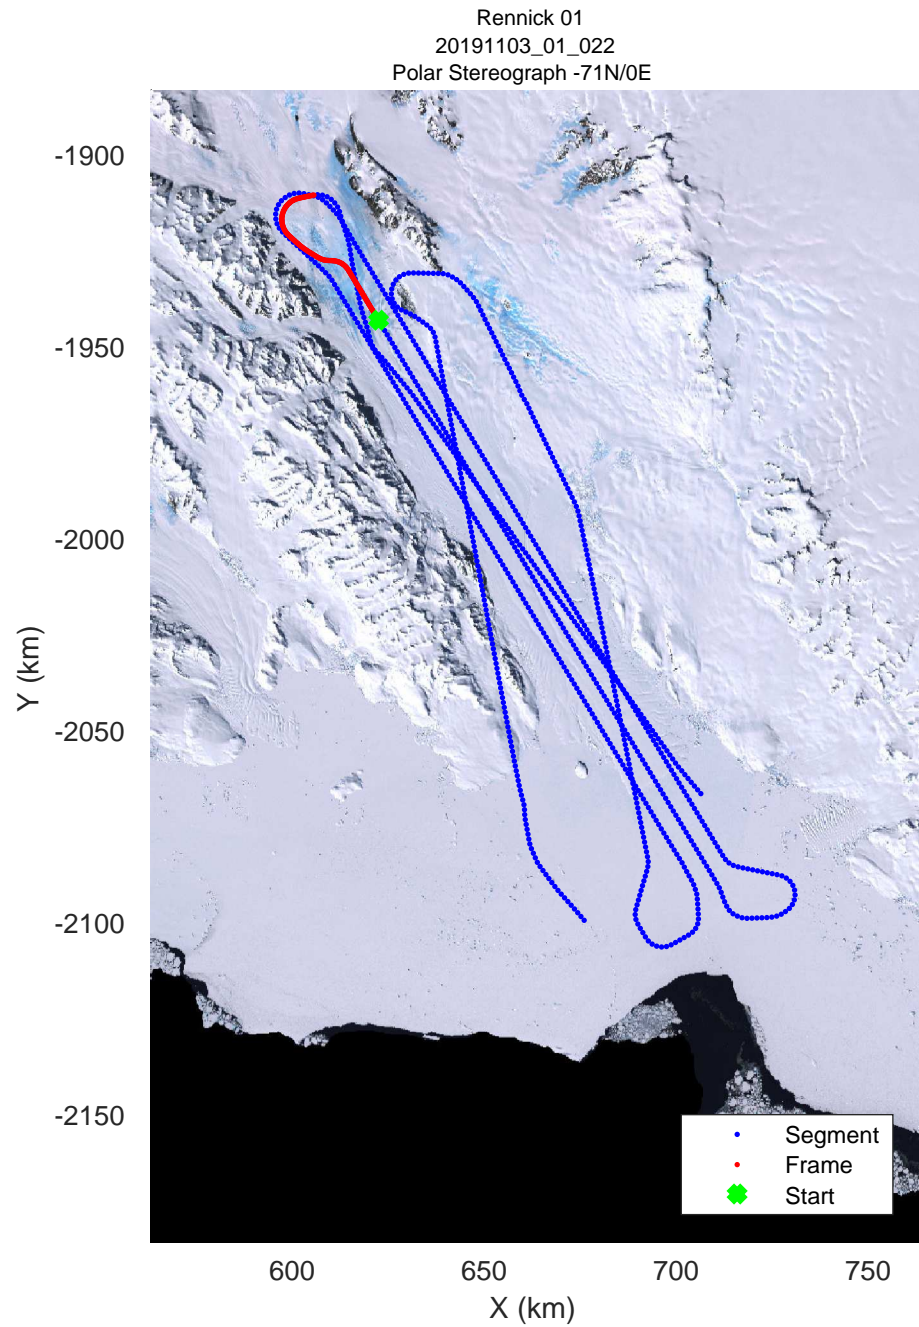 Rennick 01
20191103_01_022
Polar Stereograph -71N/0E
-1900
-1950
-2000
-2050
-2100
-2150
Y (km)
600
650
700
750
X (km)
Segment
Frame
Start